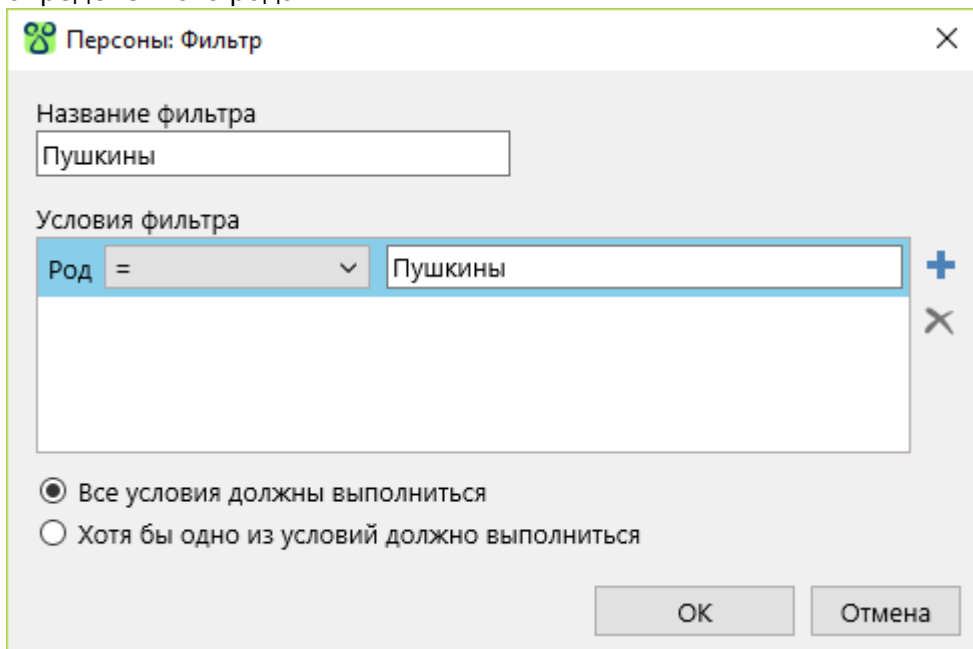 Персоны: Фильтр
Название фильтра
Пушкины
Условия фильтра
Род = Пушкины
Все условия должны выполниться
Хотя бы одно из условий должно выполниться
OK Отмена